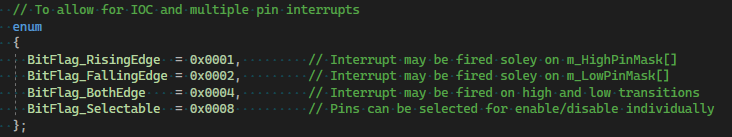 // To allow for IOC and multiple pin interrupts
enum
{
BitFlag_RisingEdge = 0x0001, // Interrupt may be fired soley on m_HighPinMask[]
BitFlag_FallingEdge = 0x0002, // Interrupt may be fired soley on m_LowPinMask[]
BitFlag_BothEdge = 0x0004, // Interrupt may be fired on high and low transitions
BitFlag_Selectable = 0x0008 // Pins can be selected for enable/disable individually
};